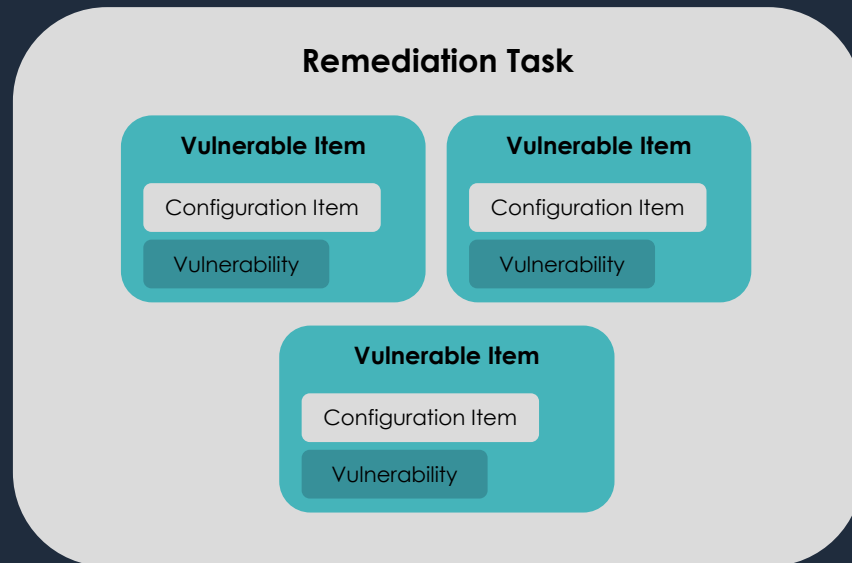 Remediation Task
Vulnerable Item
Configuration Item
Vulnerability
Vulnerable Item
Configuration Item
Vulnerability
Vulnerable Item
Configuration Item
Vulnerability